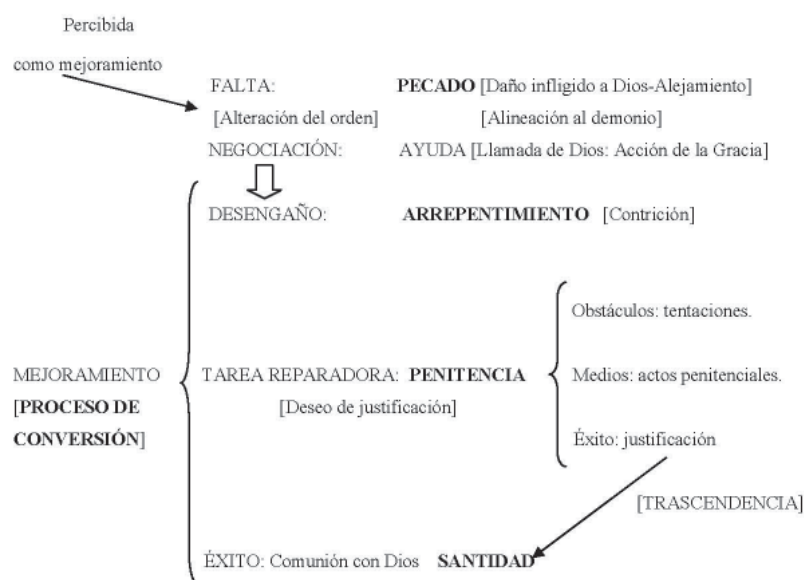 Percibida
como mejoramiento
FALTA: PECADO [Daño infligido a Dios-Alejamiento]
[Alteración del orden] [Alineación al demonio]
NEGOCIACIÓN: AYUDA [Llamada de Dios: Acción de la Gracia]
DESENGAÑO: ARREPENTIMIENTO [Contrición]
Obstáculos: tentaciones.
MEJORAMIENTO TAREA REPARADORA: PENITENCIA Medios: actos penitenciales.
[PROCESO DE [Deseo de justificación]
CONVERSIÓN] Éxito: justificación
[TRASCENDENCIA]
ÉXITO: Comunión con Dios SANTIDAD